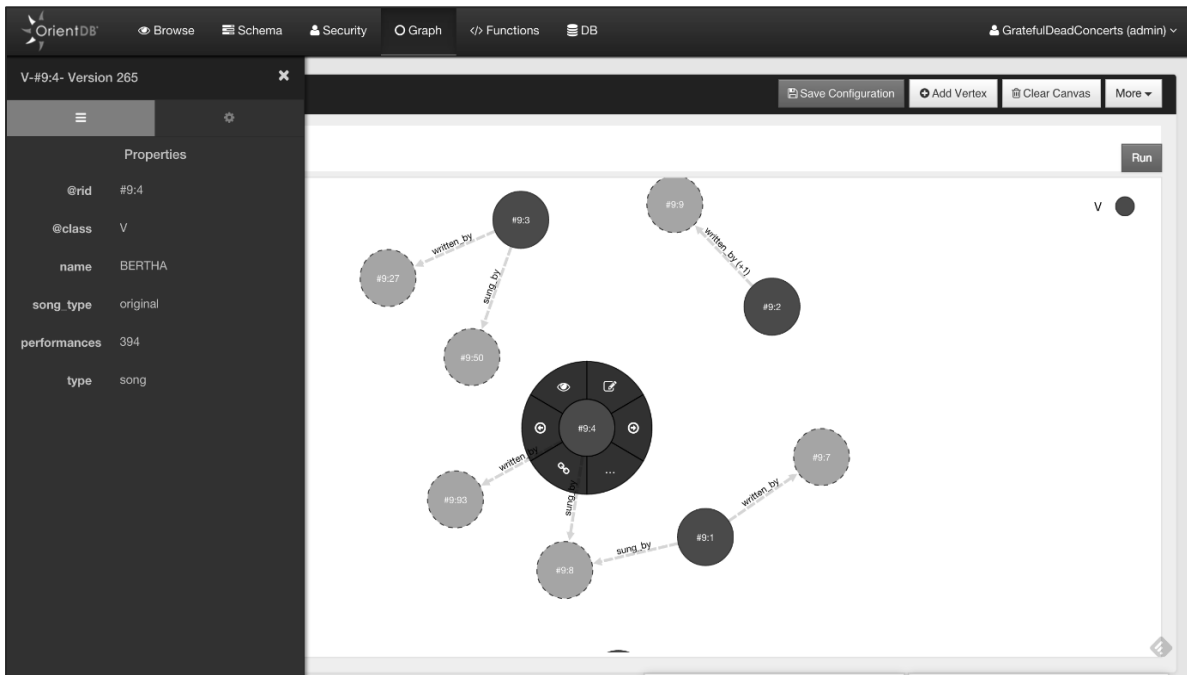 OrientDB Browse Schema Security Graph </> Functions DB GratefulDeadConcerts (admin)
V-#9:4- Version 265
Save Configuration Add Vertex Clear Canvas More
Properties
Run
@rid #9:4
@class V
name BERTHA
song_type original
performances 394
type song
V
#9:9
#9:3
written_by
written_by (+1)
#9:27
sung_by
#9:2
#9:50
#9:4
written_by
...
#9:7
sung_by
written_by
#9:93
#9:1
sung_by
#9:8